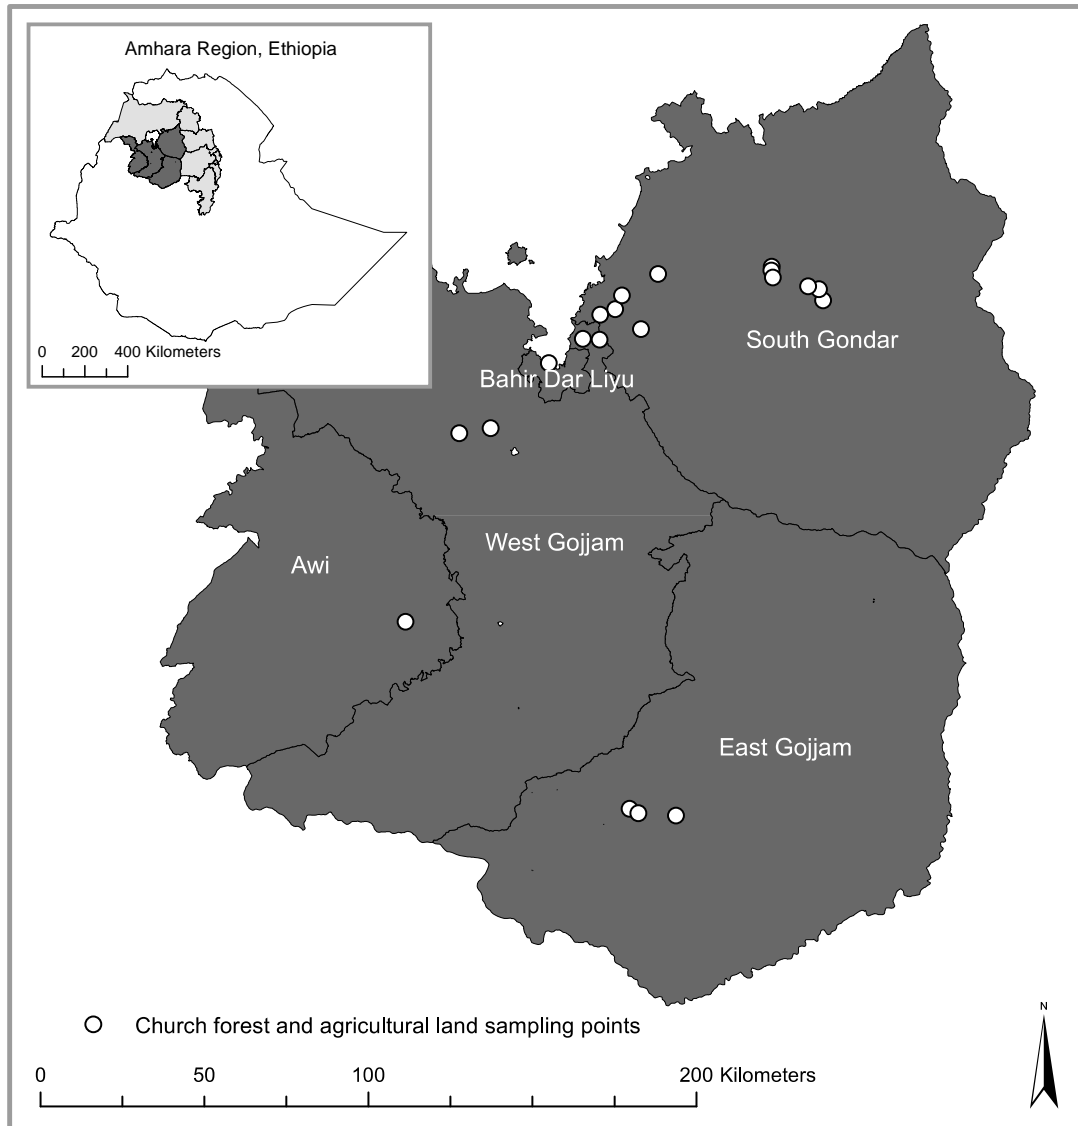 Amhara Region, Ethiopia
0 200 400 Kilometers
South Gondar
Bahir Dar Liyu
West Gojjam
Awi
East Gojjam
Church forest and agricultural land sampling points
N
0 50 100 200 Kilometers